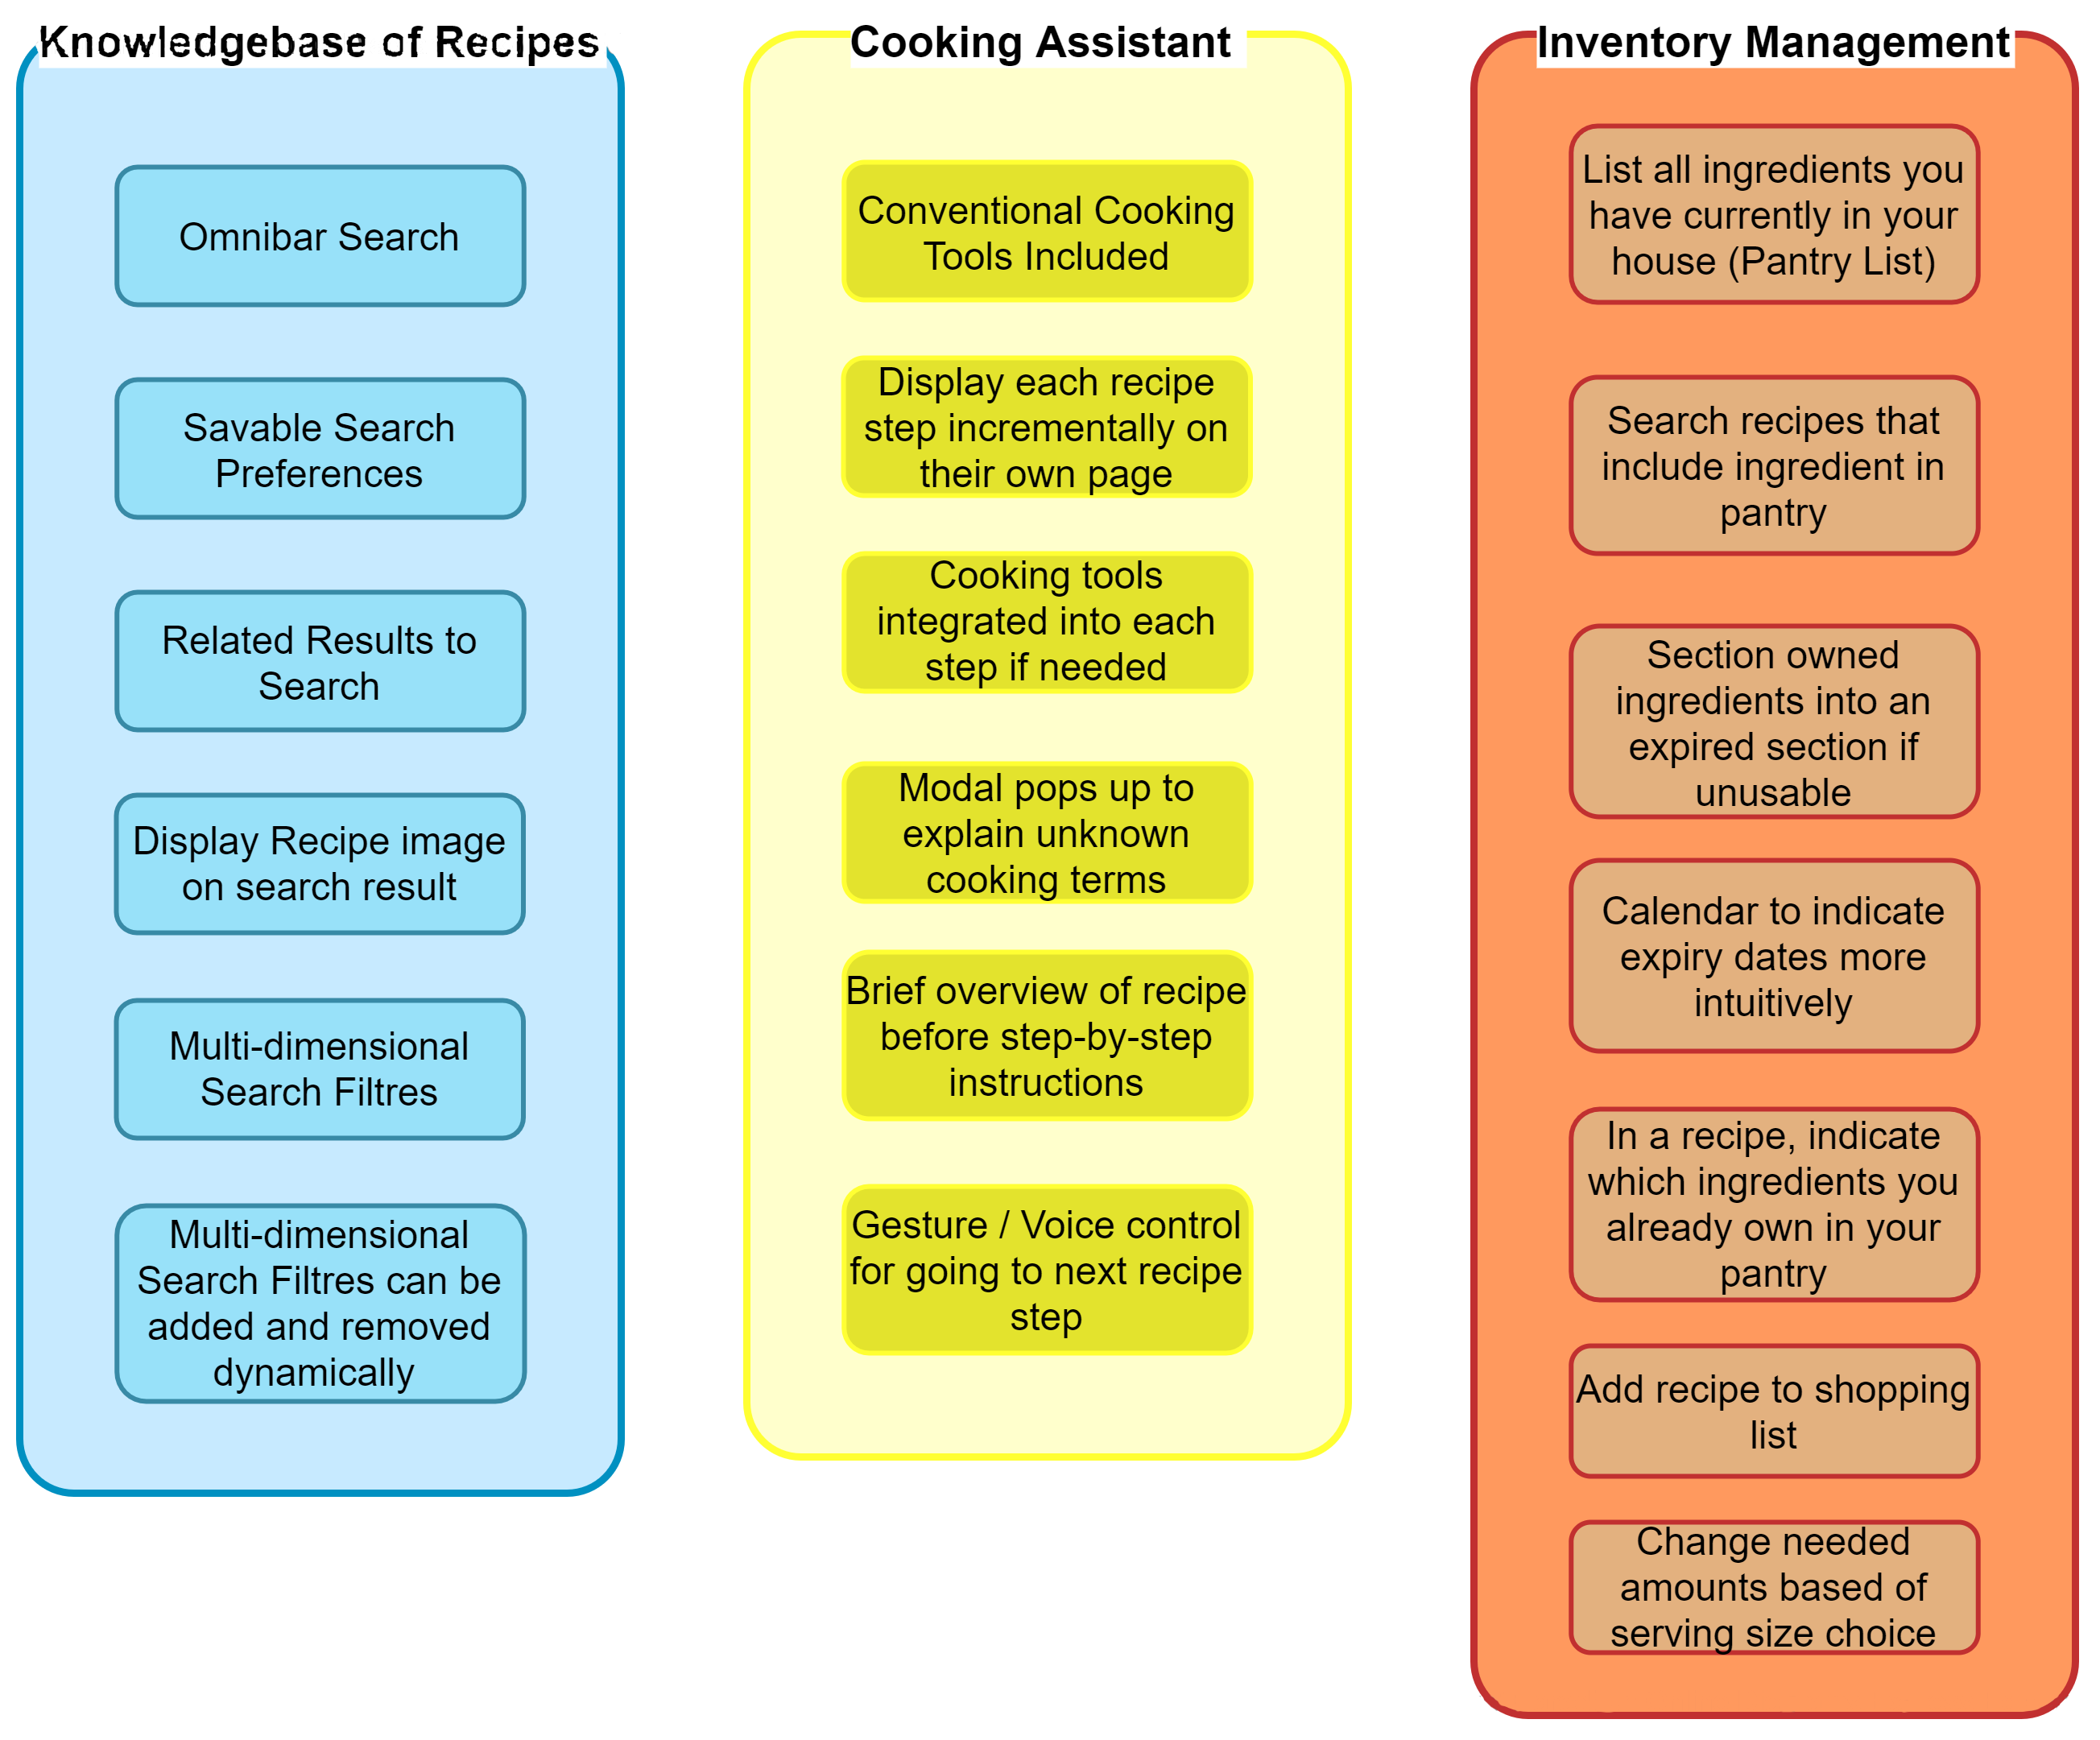 Knowledgebase of Recipes
Omnibar Search
Savable Search
Preferences
Related Results to
Search
Display Recipe image
on search result
Multi-dimensional
Search Filtres
Multi-dimensional
Search Filtres can be
added and removed
dynamically
Cooking Assistant
Conventional Cooking
Tools Included
Display each recipe
step incrementally on
their own page
Cooking tools
integrated into each
step if needed
Modal pops up to
explain unknown
cooking terms
Brief overview of recipe
before step-by-step
instructions
Gesture / Voice control
for going to next recipe
step
Inventory Management
List all ingredients you
have currently in your
house (Pantry List)
Search recipes that
include ingredient in
pantry
Section owned
ingredients into an
expired section if
unusable
Calendar to indicate
expiry dates more
intuitively
In a recipe, indicate
which ingredients you
already own in your
pantry
Add recipe to shopping
list
Change needed
amounts based of
serving size choice